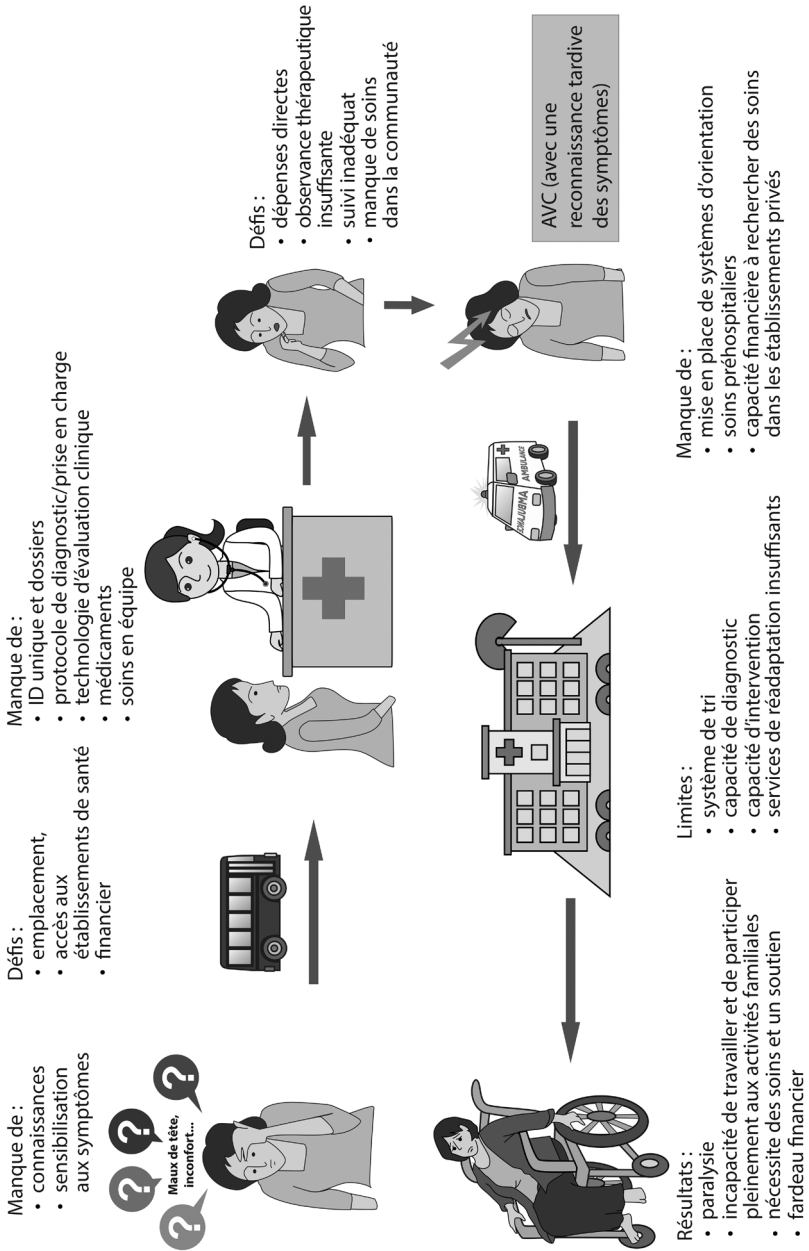 Manque de :
• connaissances
• sensibilisation
aux symptômes
Maux de tête,
inconfort...
?
?
?
?
Défis :
• emplacement,
• accès aux
établissements de santé
• financier
Manque de :
• ID unique et dossiers
• protocole de diagnostic/prise en charge
• technologie d'évaluation clinique
• médicaments
• soins en équipe
Défis :
• dépenses directes
• observance thérapeutique
insuffisante
• suivi inadéquat
• manque de soins
dans la communauté
AVC (avec une
reconnaissance tardive
des symptômes)
Manque de :
• mise en place de systèmes d'orientation
• soins préhospitaliers
• capacité financière à rechercher des soins
dans les établissements privés
AMBULANCE
AMBULANCE
Limites :
• système de tri
• capacité de diagnostic
• capacité d'intervention
• services de réadaptation insuffisants
Résultats :
• paralysie
• incapacité de travailler et de participer
pleinement aux activités familiales
• nécessite des soins et un soutien
• fardeau financier